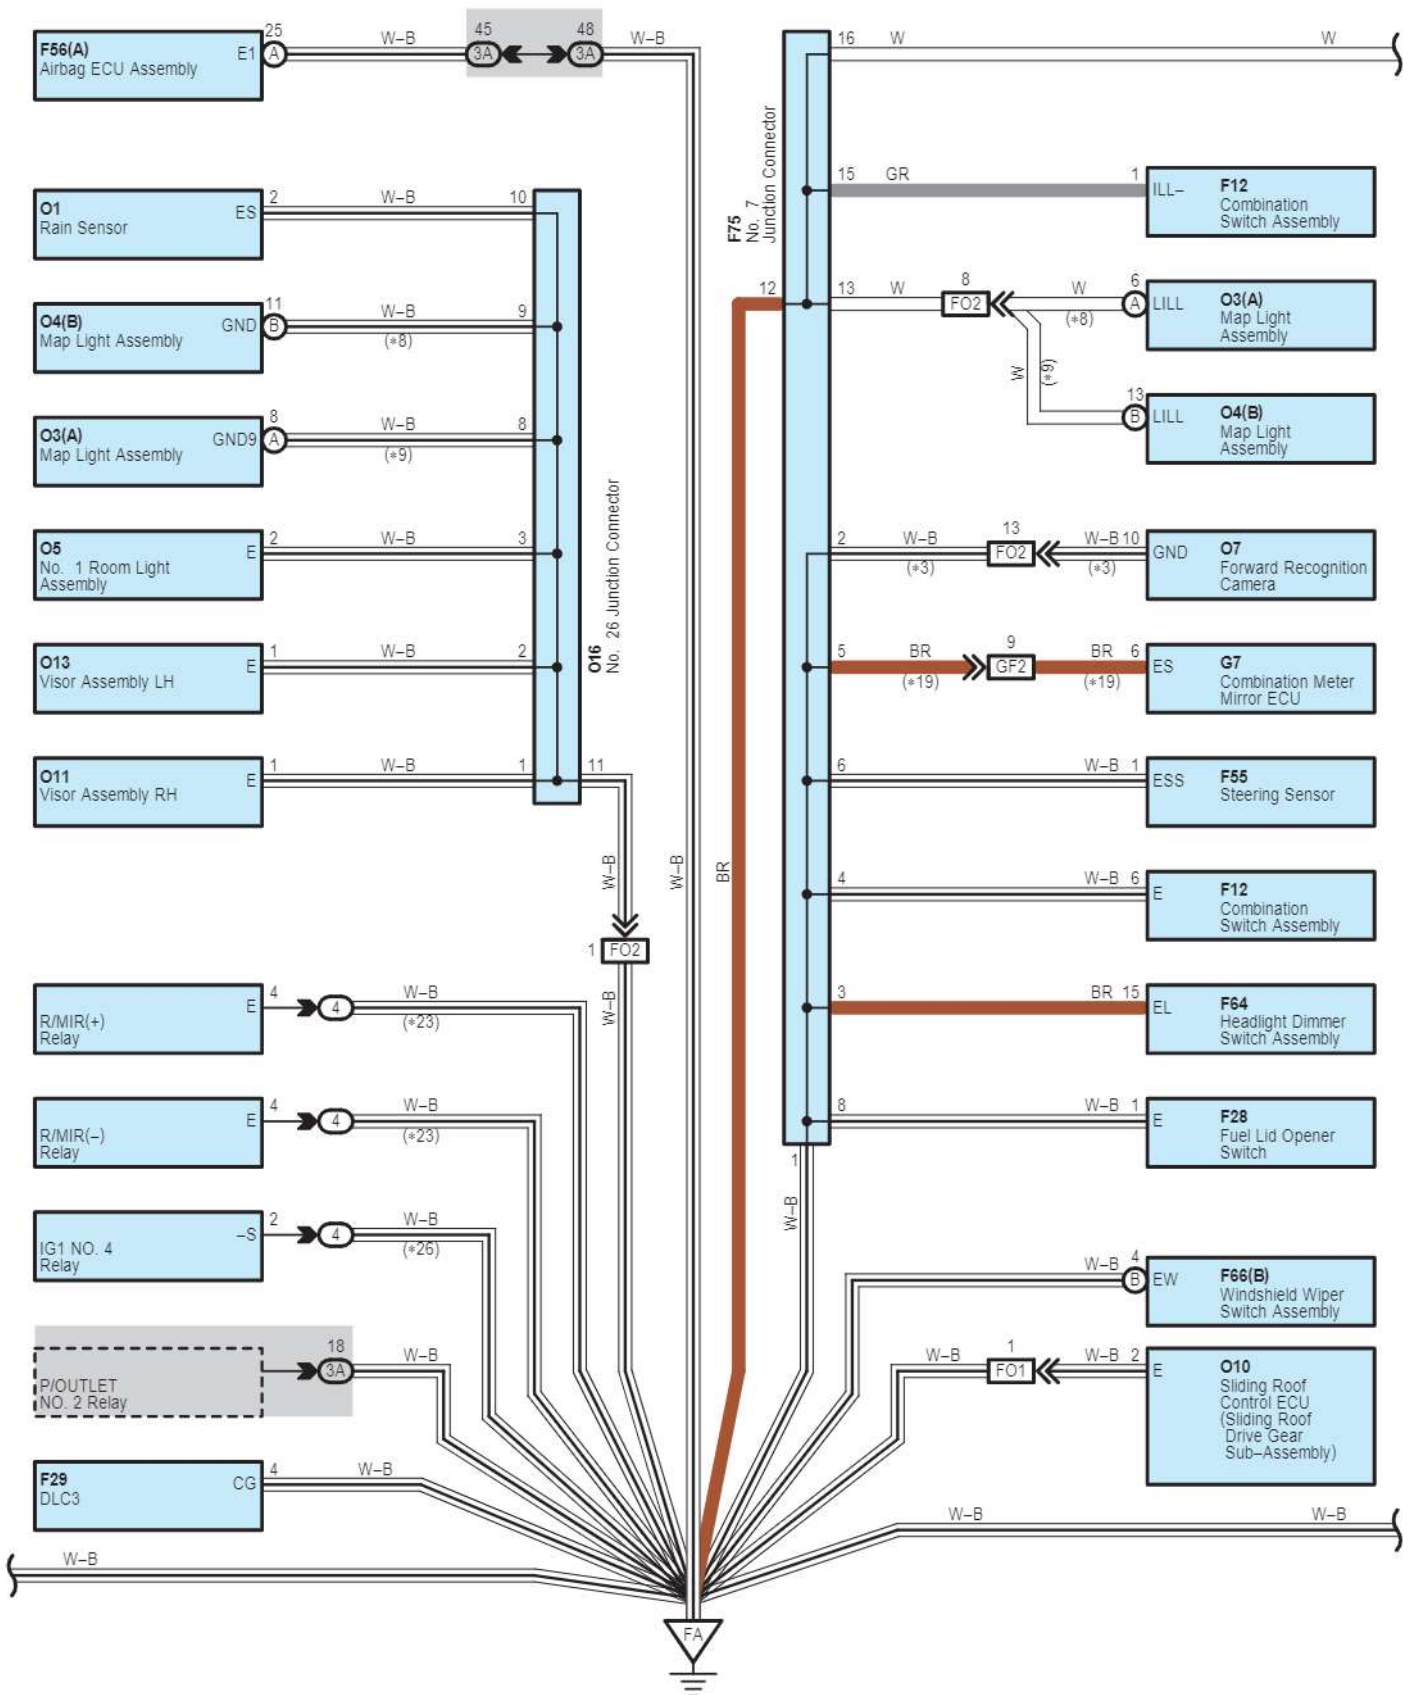 25
45
48
F56(A)
Airbag ECU Assembly
E1
A
W–B
3A
3A
W–B
O1
Rain Sensor
ES
2
W–B
10
O4(B)
Map Light Assembly
GND
11
B
W–B
(*8)
9
O3(A)
Map Light Assembly
GND9
8
A
W–B
(*9)
8
O5
No. 1 Room Light
Assembly
E
2
W–B
3
O13
Visor Assembly LH
E
1
W–B
2
O11
Visor Assembly RH
E
1
W–B
1
11
O16
No. 26 Junction Connector
W–B
1
FO2
W–B
W–B
BR
R/MIR(+)
Relay
E
4
4
W–B
(*23)
R/MIR(–)
Relay
E
4
4
W–B
(*23)
IG1 NO. 4
Relay
–S
2
4
W–B
(*26)
P/OUTLET
NO. 2 Relay
18
3A
W–B
F29
DLC3
CG
4
W–B
W–B
F75
No. 7
Junction Connector
16
W
W
15
GR
1
ILL–
F12
Combination
Switch Assembly
12
13
W
8
FO2
W
(*8)
6
A
LILL
O3(A)
Map Light
Assembly
W
(*9)
13
B
LILL
O4(B)
Map Light
Assembly
2
W–B
(*3)
13
FO2
W–B
(*3)
10
GND
O7
Forward Recognition
Camera
5
BR
(*19)
9
GF2
BR
(*19)
6
ES
G7
Combination Meter
Mirror ECU
6
W–B
1
ESS
F55
Steering Sensor
4
W–B
6
E
F12
Combination
Switch Assembly
3
BR
15
EL
F64
Headlight Dimmer
Switch Assembly
8
W–B
1
E
F28
Fuel Lid Opener
Switch
1
W–B
W–B
4
B
EW
F66(B)
Windshield Wiper
Switch Assembly
W–B
1
FO1
W–B
2
E
O10
Sliding Roof
Control ECU
(Sliding Roof
Drive Gear
Sub–Assembly)
W–B
W–B
FA